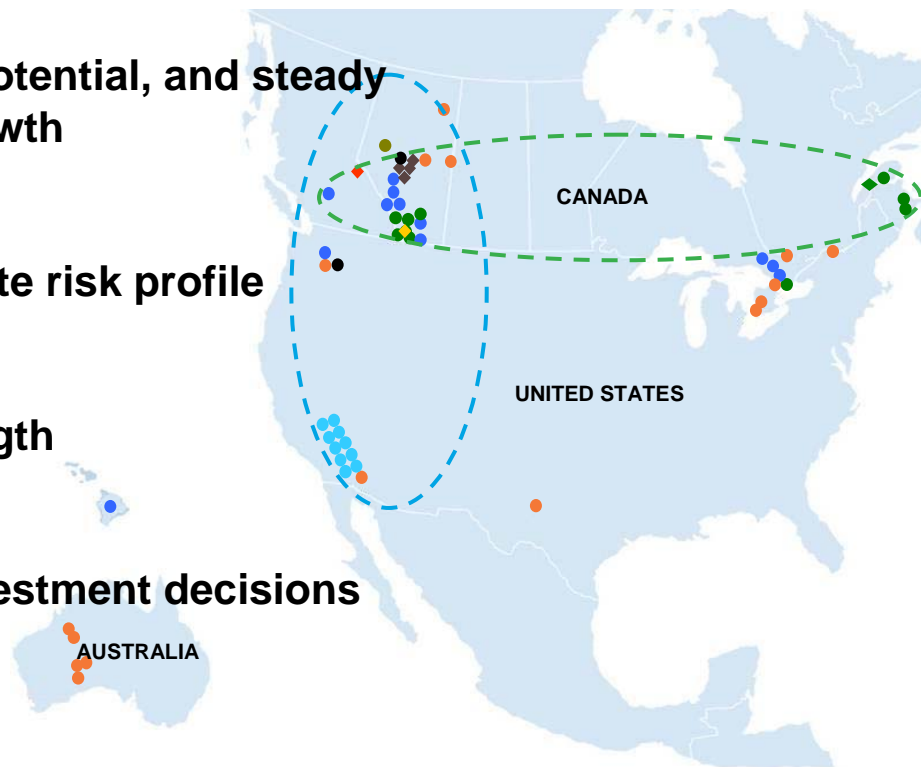 otential, and steady
wth
CANADA
te risk profile
UNITED STATES
gth
estment decisions
AUSTRALIA